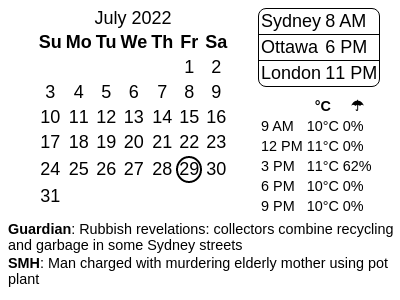 July 2022
Su Mo Tu We Th Fr Sa
1 2
3 4 5 6 7 8 9
10 11 12 13 14 15 16
17 18 19 20 21 22 23
24 25 26 27 28 29 30
31
Sydney 8 AM
Ottawa 6 PM
London 11 PM
°C ☂
9 AM 10°C 0%
12 PM 11°C 0%
3 PM 11°C 62%
6 PM 10°C 0%
9 PM 10°C 0%
Guardian: Rubbish revelations: collectors combine recycling
and garbage in some Sydney streets
SMH: Man charged with murdering elderly mother using pot
plant